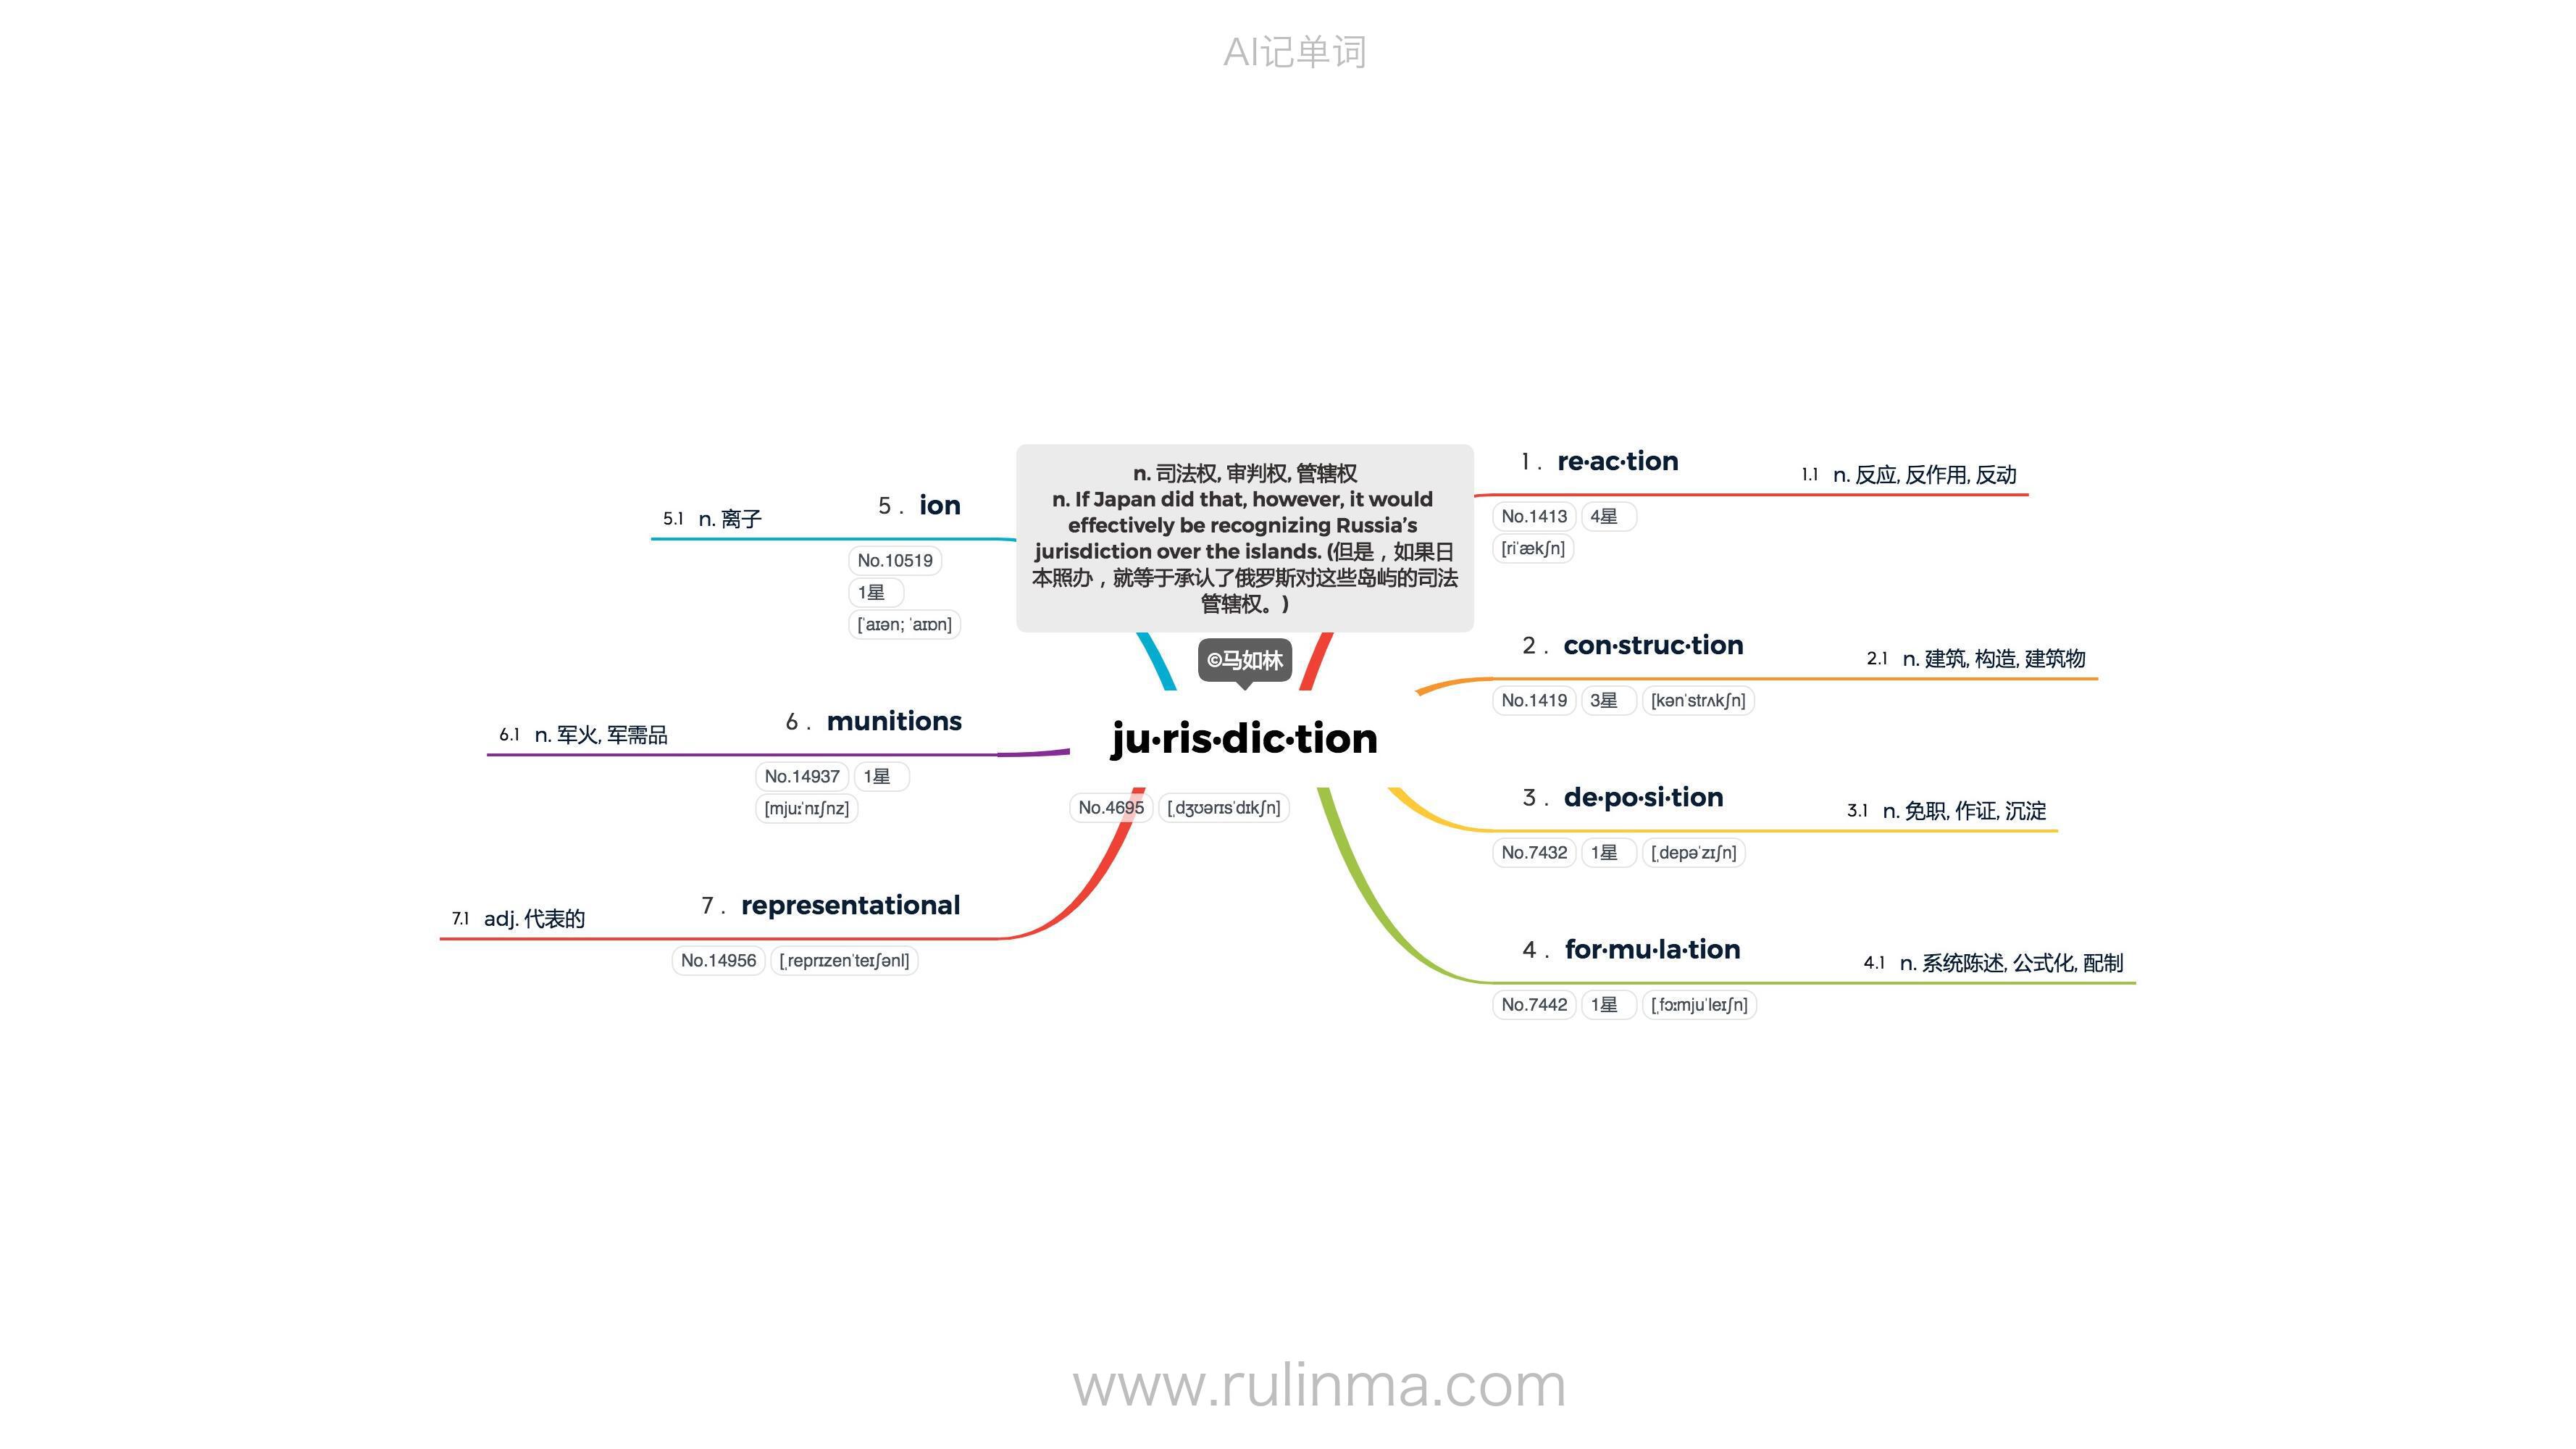 AI记单词
n. 司法权, 审判权, 管辖权
n. If Japan did that, however, it would
effectively be recognizing Russia’s
jurisdiction over the islands. (但是，如果日
本照办，就等于承认了俄罗斯对这些岛屿的司法
管辖权。)
©马如林
ju·ris·dic·tion
No.4695 [ˌdʒʊərɪsˈdɪkʃn]
1 . re·ac·tion
1.1 n. 反应, 反作用, 反动
No.1413 4星
[riˈækʃn]
2 . con·struc·tion
2.1 n. 建筑, 构造, 建筑物
No.1419 3星 [kənˈstrʌkʃn]
3 . de·po·si·tion
3.1 n. 免职, 作证, 沉淀
No.7432 1星 [ˌdepəˈzɪʃn]
4 . for·mu·la·tion
4.1 n. 系统陈述, 公式化, 配制
No.7442 1星 [ˌfɔːmjuˈleɪʃn]
5 . ion
5.1 n. 离子
No.10519
1星
[ˈaɪən; ˈaɪɒn]
6 . munitions
6.1 n. 军火, 军需品
No.14937 1星
[mjuːˈnɪʃnz]
7 . representational
7.1 adj. 代表的
No.14956 [ˌreprɪzenˈteɪʃənl]
www.rulinma.com